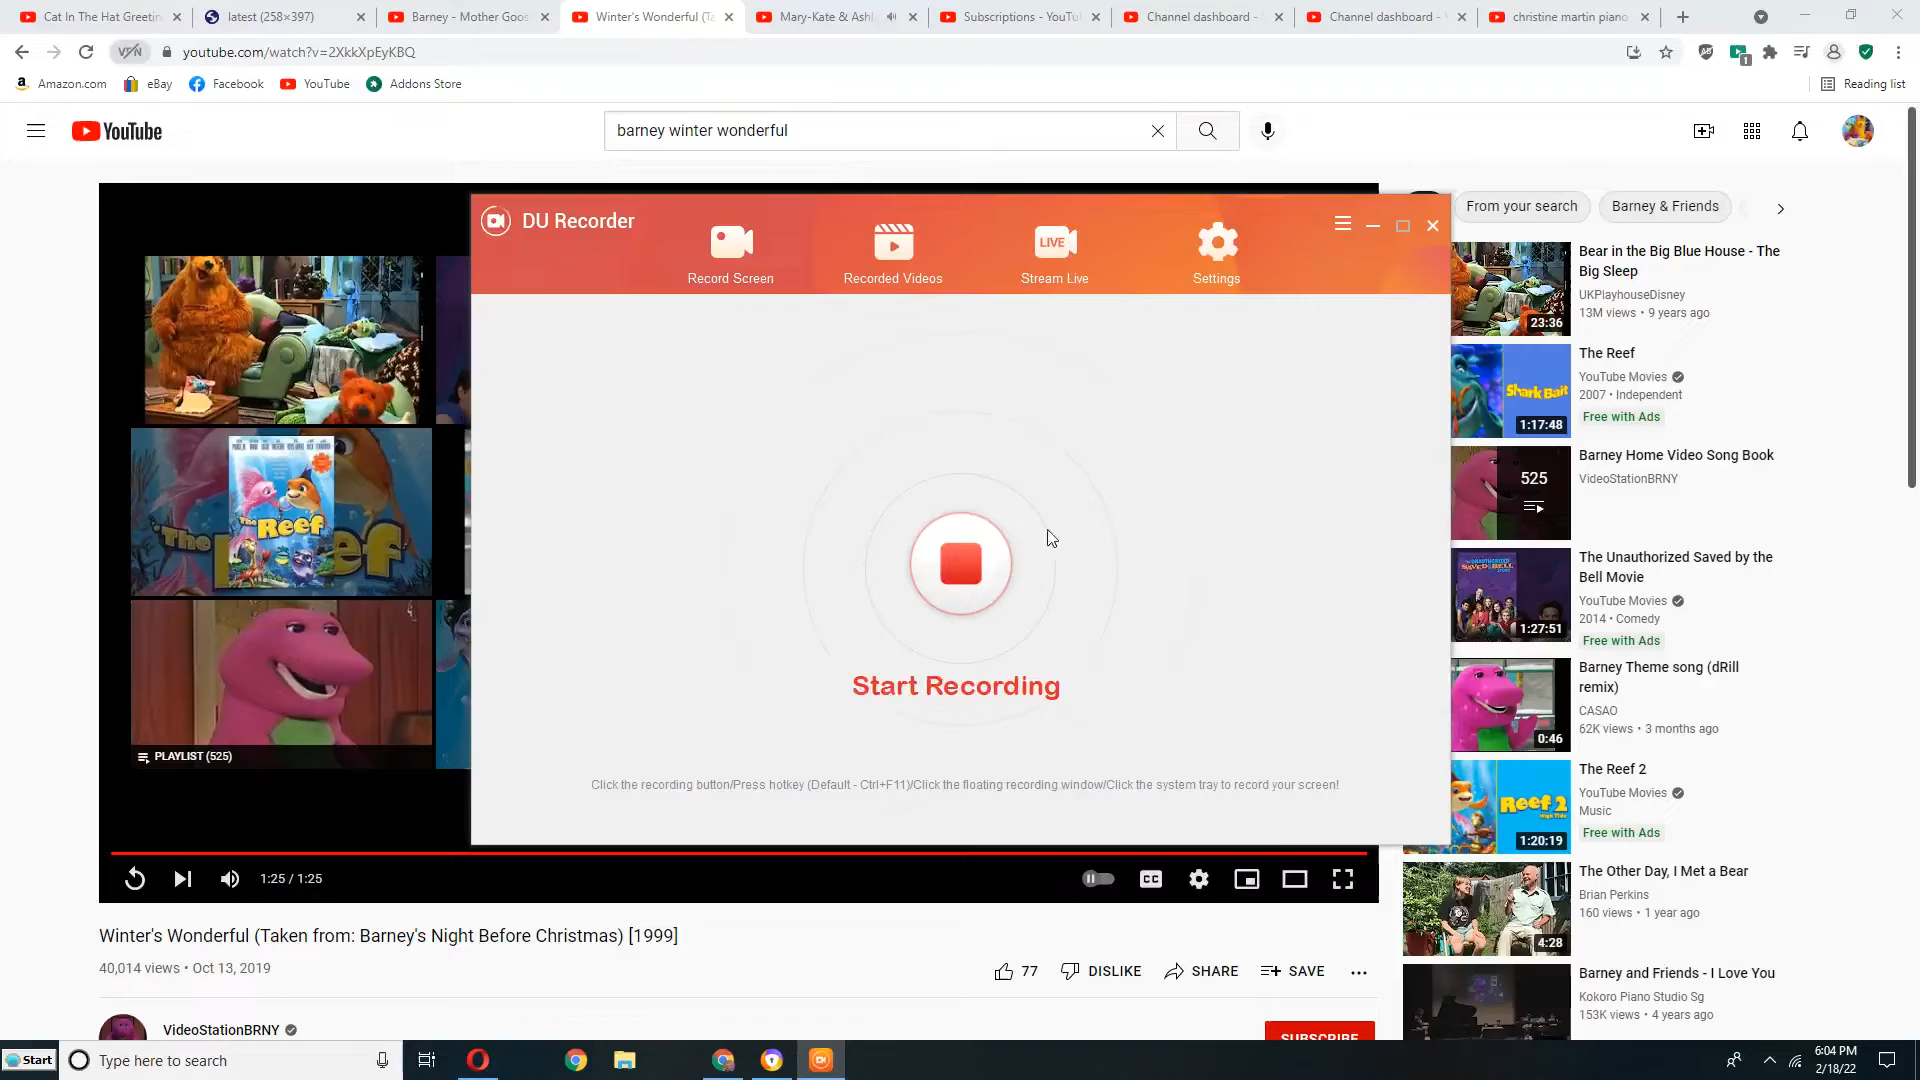 Cat In The Hat Greetin
latest (258×397)
Barney - Mother Goos
Winter's Wonderful (Ta
Mary-Kate & Ashl
Subscriptions - YouTu
Channel dashboard -
Channel dashboard -
christine martin piano
VPN
youtube.com/watch?v=2XkkXpEyKBQ
1
Amazon.com
eBay
Facebook
YouTube
Addons Store
Reading list
YouTube
barney winter wonderful
DU Recorder
Record Screen
Recorded Videos
LIVE
Stream Live
Settings
Start Recording
Click the recording button/Press hotkey (Default - Ctrl+F11)/Click the floating recording window/Click the system tray to record your screen!
The Reef
PLAYLIST (525)
1:25 / 1:25
CC
Winter's Wonderful (Taken from: Barney's Night Before Christmas) [1999]
40,014 views • Oct 13, 2019
77
DISLIKE
SHARE
SAVE
VideoStationBRNY
SUBSCRIBE
From your search
Barney & Friends
23:36
Bear in the Big Blue House - The
Big Sleep
UKPlayhouseDisney
13M views • 9 years ago
Shark Bait
1:17:48
The Reef
YouTube Movies
2007 • Independent
Free with Ads
525
Barney Home Video Song Book
VideoStationBRNY
1:27:51
The Unauthorized Saved by the
Bell Movie
YouTube Movies
2014 • Comedy
Free with Ads
0:46
Barney Theme song (dRill
remix)
CASAO
62K views • 3 months ago
Reef 2
High Tide
1:20:19
The Reef 2
YouTube Movies
Music
Free with Ads
4:28
The Other Day, I Met a Bear
Brian Perkins
160 views • 1 year ago
Barney and Friends - I Love You
Kokoro Piano Studio Sg
153K views • 4 years ago
Start
Type here to search
6:04 PM
2/18/22